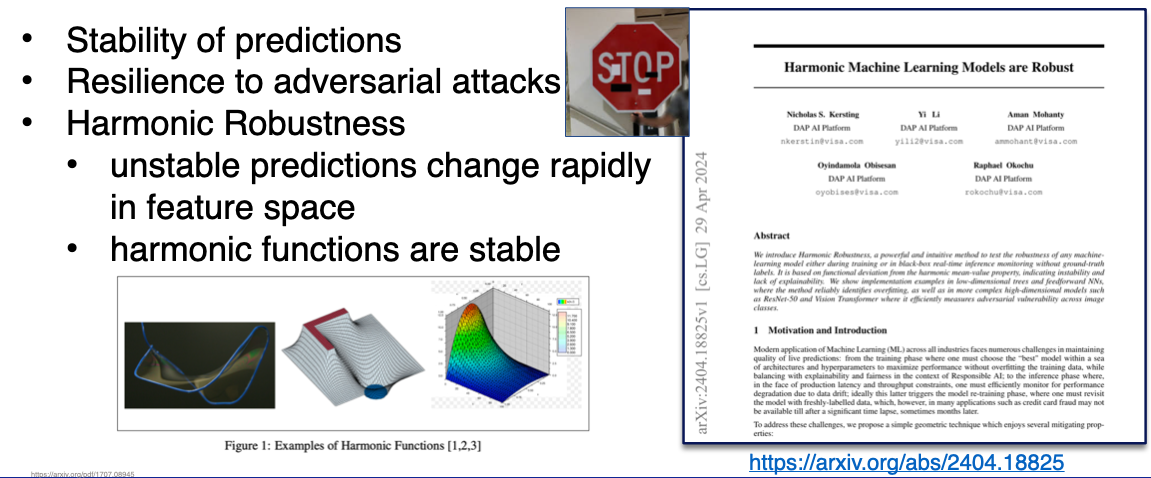 • Stability of predictions
• Resilience to adversarial attacks
• Harmonic Robustness
• unstable predictions change rapidly
in feature space
• harmonic functions are stable
STOP
Figure 1: Examples of Harmonic Functions [1,2,3]
https://arxiv.org/pdf/1707.08945
arXiv:2404.18825v1 [cs.LG] 29 Apr 2024
Harmonic Machine Learning Models are Robust
Nicholas S. Kersting Yi Li Aman Mohanty
DAP AI Platform DAP AI Platform DAP AI Platform
nkerstin@visa.com yili2@visa.com ammohant@visa.com
Oyindamola Obisesan Raphael Okochu
DAP AI Platform DAP AI Platform
oyobises@visa.com rokochu@visa.com
Abstract
We introduce Harmonic Robustness, a powerful and intuitive method to test the robustness of any machine-
learning model either during training or in black-box real-time inference monitoring without ground-truth
labels. It is based on functional deviation from the harmonic mean-value property, indicating instability and
lack of explainability. We show implementation examples in low-dimensional trees and feedforward NNs,
where the method reliably identifies overfitting, as well as in more complex high-dimensional models such
as ResNet-50 and Vision Transformer where it efficiently measures adversarial vulnerability across image
classes.
1 Motivation and Introduction
Modern application of Machine Learning (ML) across all industries faces numerous challenges in maintaining
quality of live predictions: from the training phase where one must choose the "best" model within a sea
of architectures and hyperparameters to maximize performance without overfitting the training data, while
balancing with explainability and fairness in the context of Responsible AI; to the inference phase where,
in the face of production latency and throughput constraints, one must efficiently monitor for performance
degradation due to data drift; ideally this latter triggers the model re-training phase, where one must revisit
the model with freshly-labelled data, which, however, in many applications such as credit card fraud may not
be available till after a significant time lapse, sometimes months later.
To address these challenges, we propose a simple geometric technique which enjoys several mitigating prop-
erties:
https://arxiv.org/abs/2404.18825